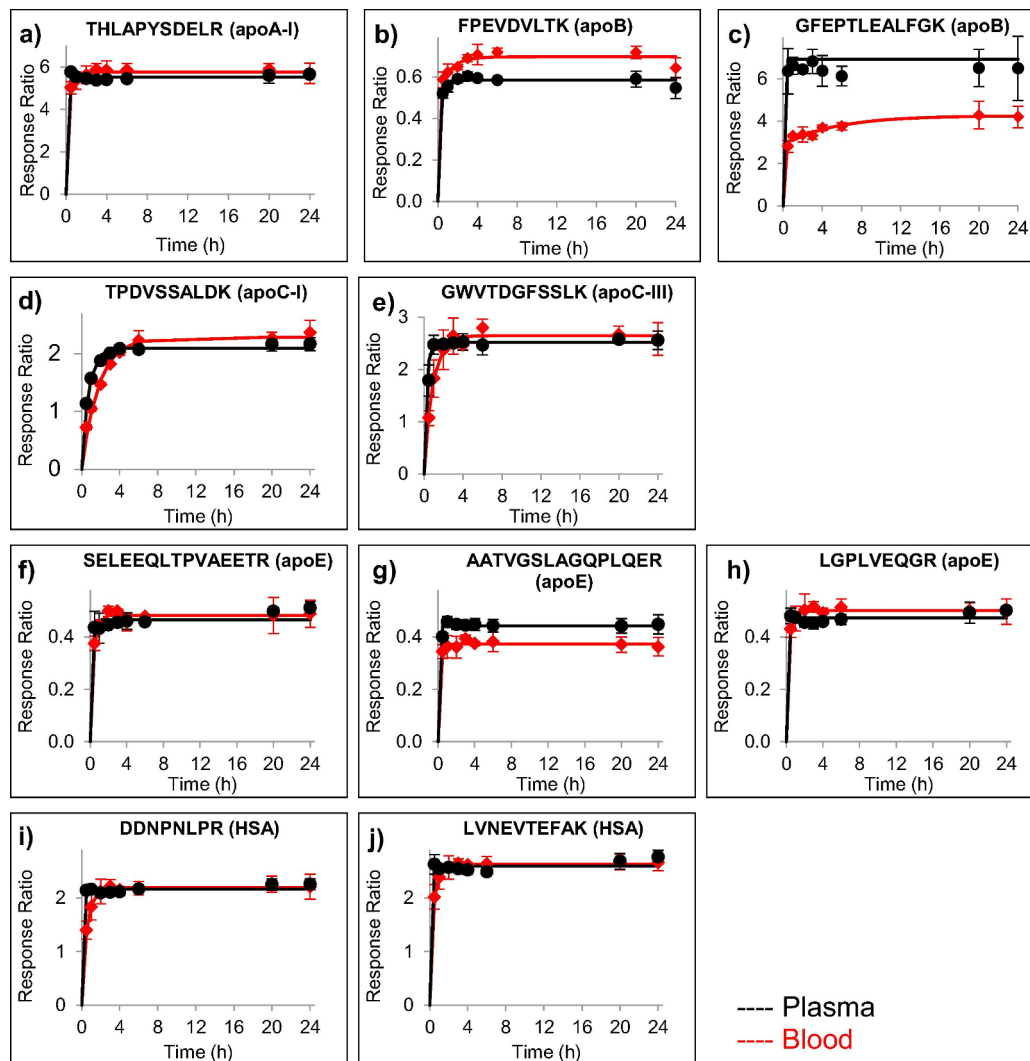 a) THLAPYSDELR (apoA-I)
Response Ratio
6
4
2
0
0 4 8 12 16 20 24
Time (h)
b) FPEVDVLTK (apoB)
Response Ratio
0.6
0.4
0.2
0.0
0 4 8 12 16 20 24
Time (h)
c) GFEPTLEALFGK (apoB)
Response Ratio
6
4
2
0
0 4 8 12 16 20 24
Time (h)
d) TPDVSSALDK (apoC-I)
Response Ratio
2
1
0
0 4 8 12 16 20 24
Time (h)
e) GWVTDGFSSLK (apoC-III)
Response Ratio
3
2
1
0
0 4 8 12 16 20 24
Time (h)
f) SELEEQLTPVAEETR (apoE)
Response Ratio
0.4
0.2
0.0
0 4 8 12 16 20 24
Time (h)
g) AATVGSLAGQPLQER
(apoE)
Response Ratio
0.4
0.2
0.0
0 4 8 12 16 20 24
Time (h)
h) LGPLVEQGR (apoE)
Response Ratio
0.4
0.2
0.0
0 4 8 12 16 20 24
Time (h)
i) DDNPNLPR (HSA)
Response Ratio
2
1
0
0 4 8 12 16 20 24
Time (h)
j) LVNEVTEFAK (HSA)
Response Ratio
2
1
0
0 4 8 12 16 20 24
Time (h)
Plasma
Blood